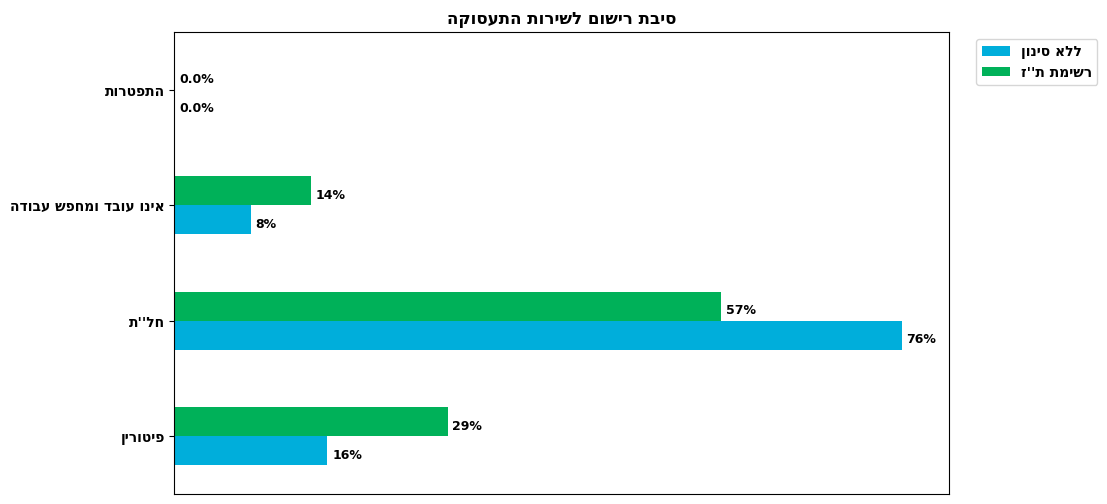 סיבת רישום לשירות התעסוקה
ללא סינון
רשימת ת''ז
התפטרות
0.0%
0.0%
אינו עובד ומחפש עבודה
14%
8%
חל''ת
57%
76%
פיטורין
29%
16%